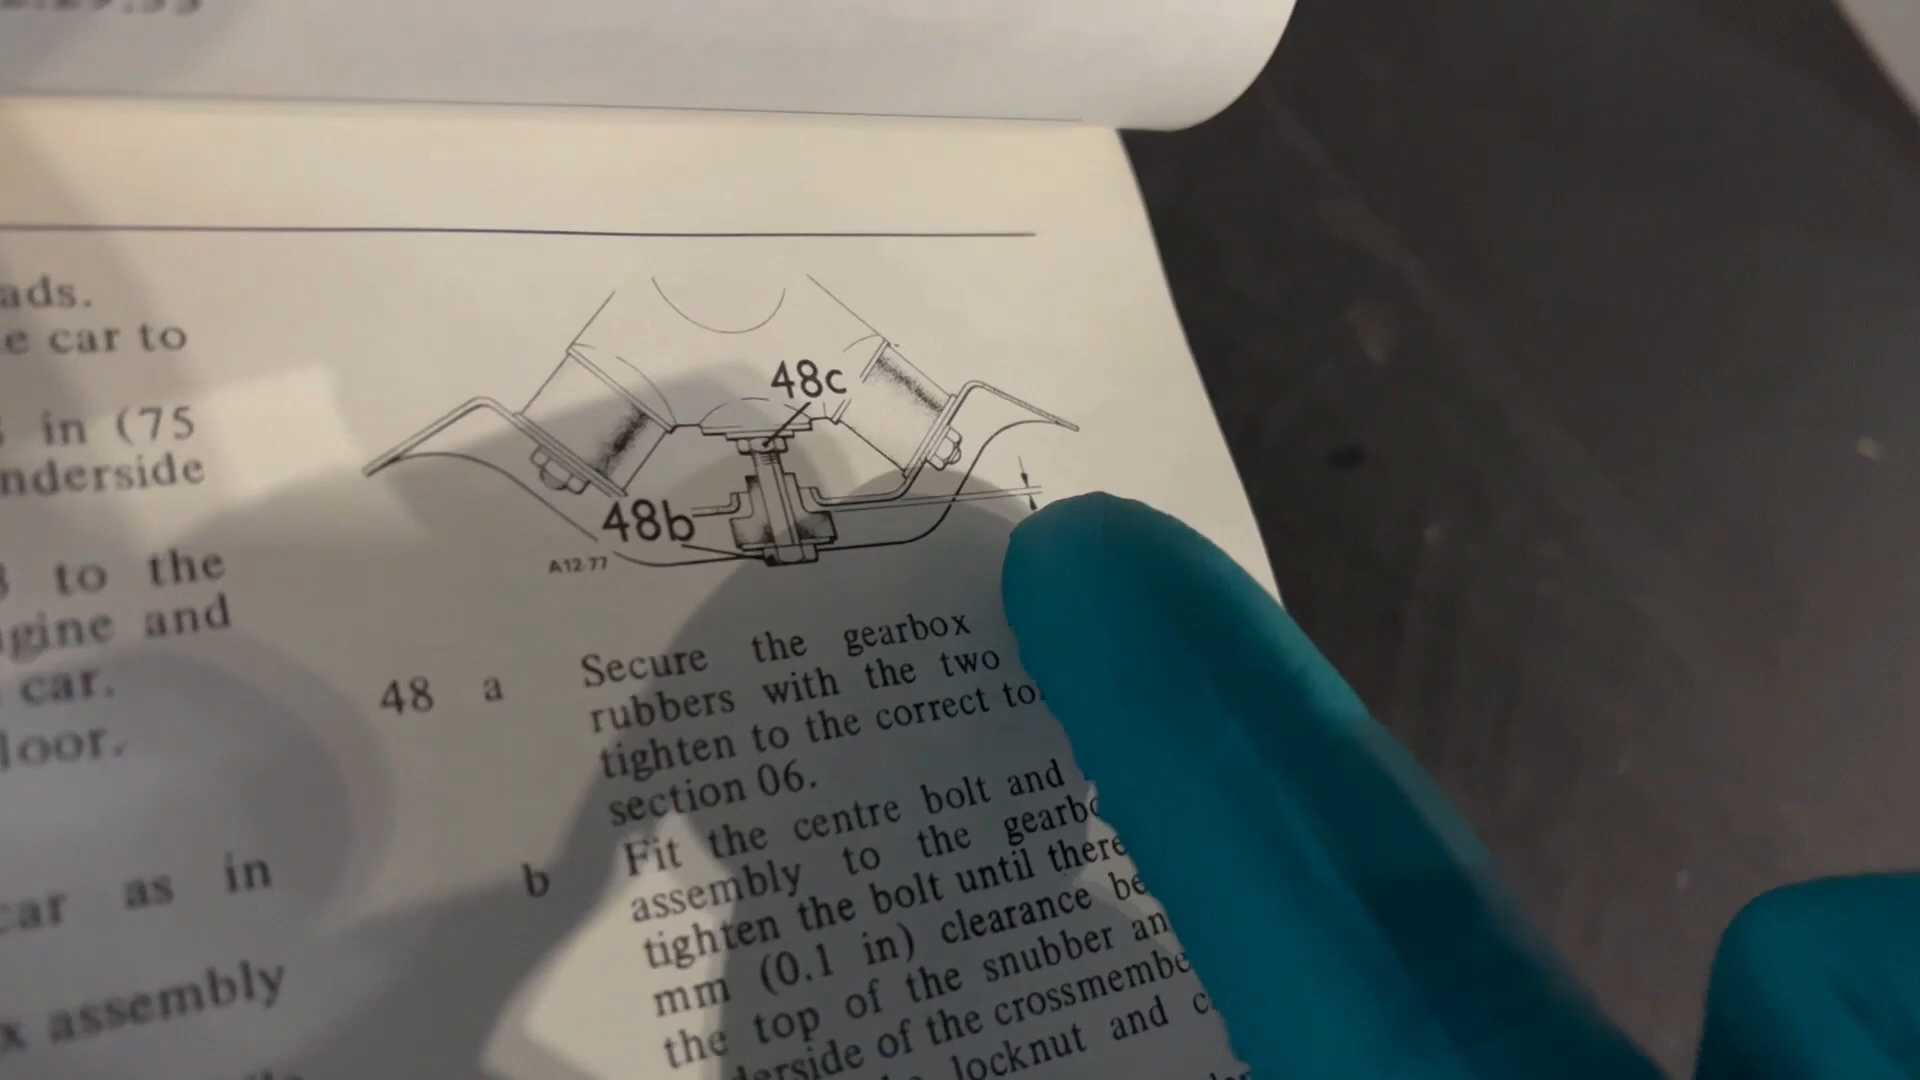 ads.
e car to
in (75
nderside
to the
gine and
car.
loor.
car as in
x assembly
48c
48b
A12·77
48 a Secure the gearbox
rubbers with the two
tighten to the correct to
section 06.
b Fit the centre bolt and
assembly to the gearbo
tighten the bolt until there
mm (0.1 in) clearance be
the top of the snubber an
derside of the crossmembe
locknut and c